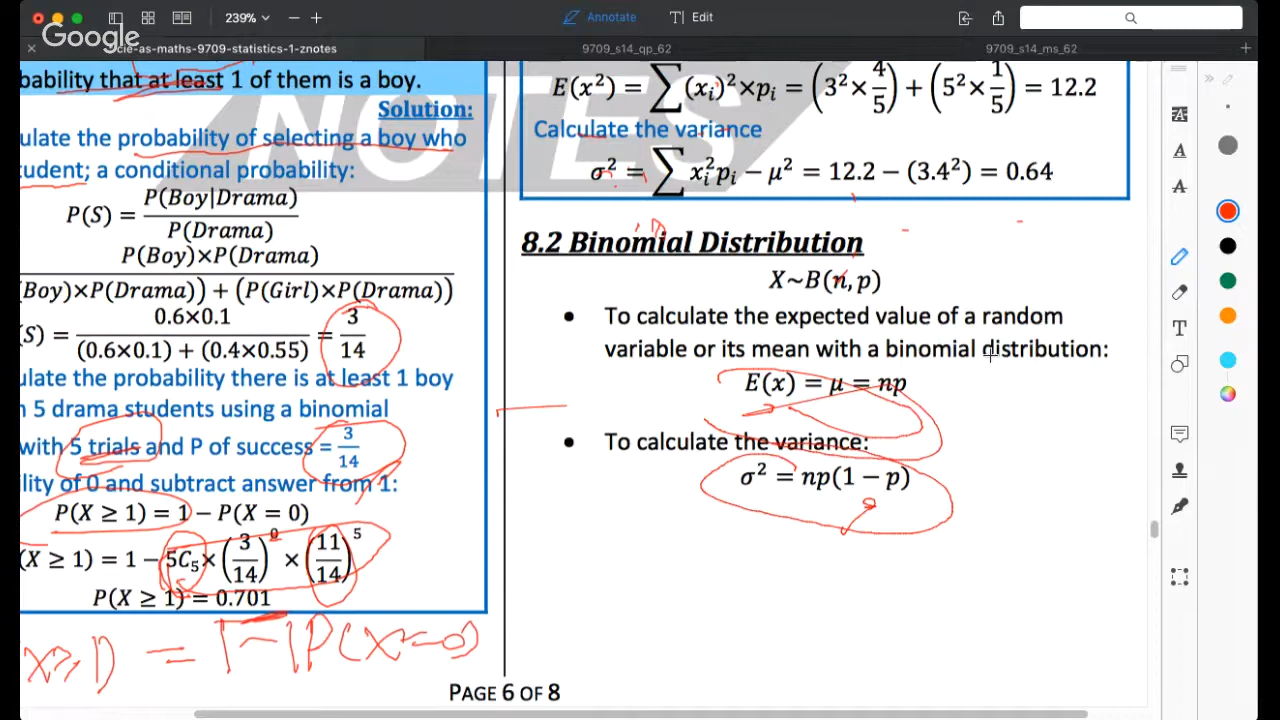 239%
Annotate
Edit
Google
cie-as-maths-9709-statistics-1-znotes
9709_s14_qp_62
9709_s14_ms_62
bability that at least 1 of them is a boy.
Solution:
culate the probability of selecting a boy who
tudent; a conditional probability:
P(S) = P(Boy|Drama) / P(Drama)
P(Boy)×P(Drama)
(Boy)×P(Drama)) + (P(Girl)×P(Drama))
(S) = 0.6×0.1 / (0.6×0.1) + (0.4×0.55) = 3/14
ulate the probability there is at least 1 boy
n 5 drama students using a binomial
with 5 trials and P of success = 3/14
ility of 0 and subtract answer from 1:
P(X ≥ 1) = 1 − P(X = 0)
(X ≥ 1) = 1 − 5C₅ × (3/14)⁰ × (11/14)⁵
P(X ≥ 1) = 0.701
x≥1) = 1-P(X=0)
NOTES
E(x²) = ∑(xᵢ)²×pᵢ = (3²×4/5) + (5²×1/5) = 12.2
Calculate the variance
σ² = ∑xᵢ²pᵢ − μ² = 12.2 − (3.4²) = 0.64
8.2 Binomial Distribution
X~B(n, p)
• To calculate the expected value of a random
variable or its mean with a binomial distribution:
E(x) = μ = np
• To calculate the variance:
σ² = np(1 − p)
PAGE 6 OF 8